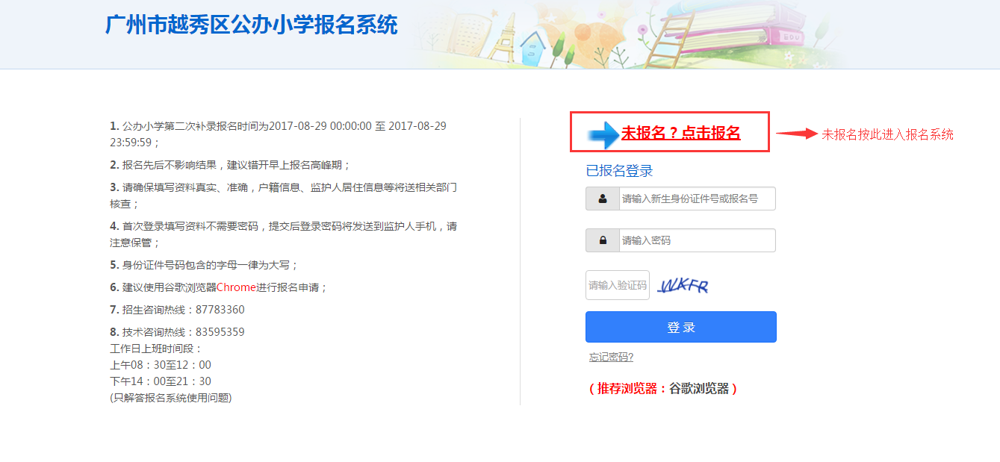 广州市越秀区公办小学报名系统
EDU
1. 公办小学第二次补录报名时间为2017-08-29 00:00:00 至 2017-08-29
23:59:59；
2. 报名先后不影响结果，建议错开早上报名高峰期；
3. 请确保填写资料真实、准确，户籍信息、监护人居住信息等将送相关部门
核查；
4. 首次登录填写资料不需要密码，提交后登录密码将发送到监护人手机，请
注意保管；
5. 身份证件号码包含的字母一律为大写；
6. 建议使用谷歌浏览器Chrome进行报名申请；
7. 招生咨询热线：87783360
8. 技术咨询热线：83595359
工作日上班时间段：
上午08：30至12：00
下午14：00至21：30
(只解答报名系统使用问题)
未报名？点击报名
未报名按此进入报名系统
已报名登录
请输入新生身份证件号或报名号
请输入密码
请输入验证码 WKFR
登 录
忘记密码?
（推荐浏览器：谷歌浏览器）